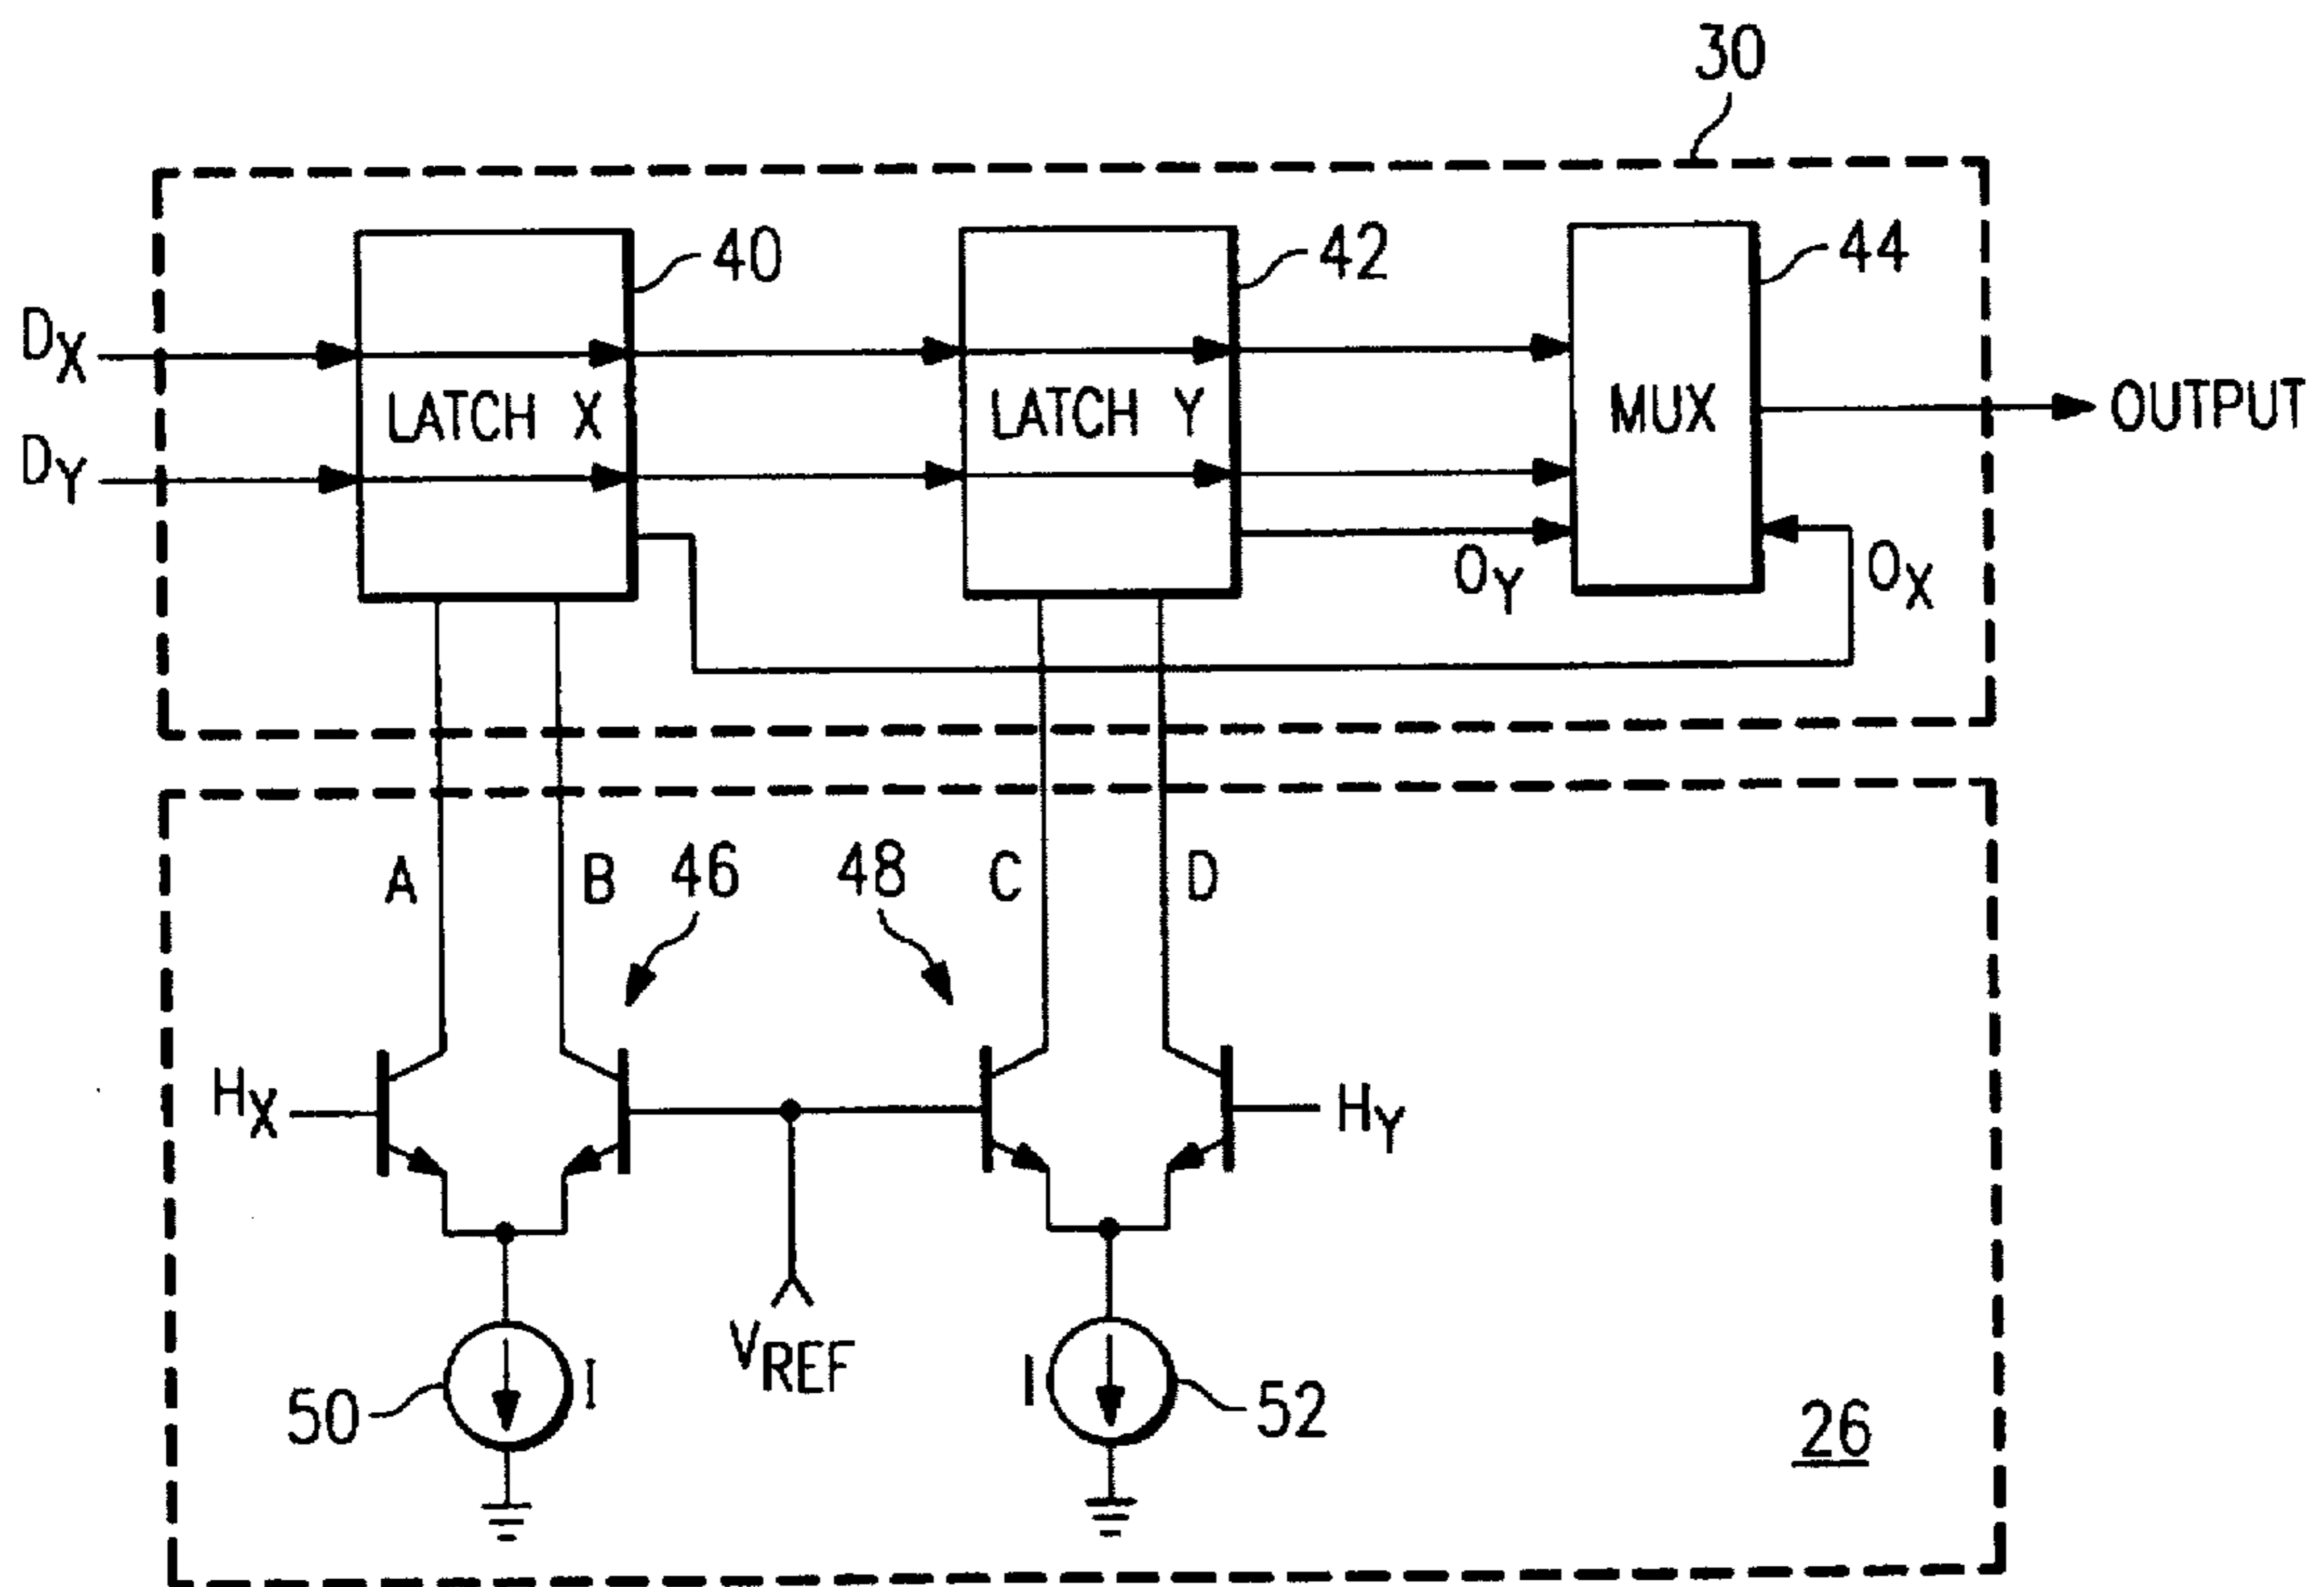 30
40
42
44
DX
LATCH X
LATCH Y
MUX
OUTPUT
DY
OY
OX
A
B
46
48
C
D
HX
HY
VREF
50
I
I
52
26